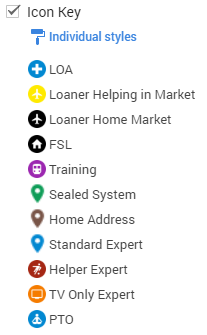 Icon Key
Individual styles
LOA
Loaner Helping in Market
Loaner Home Market
FSL
Training
Sealed System
Home Address
Standard Expert
Helper Expert
TV Only Expert
PTO